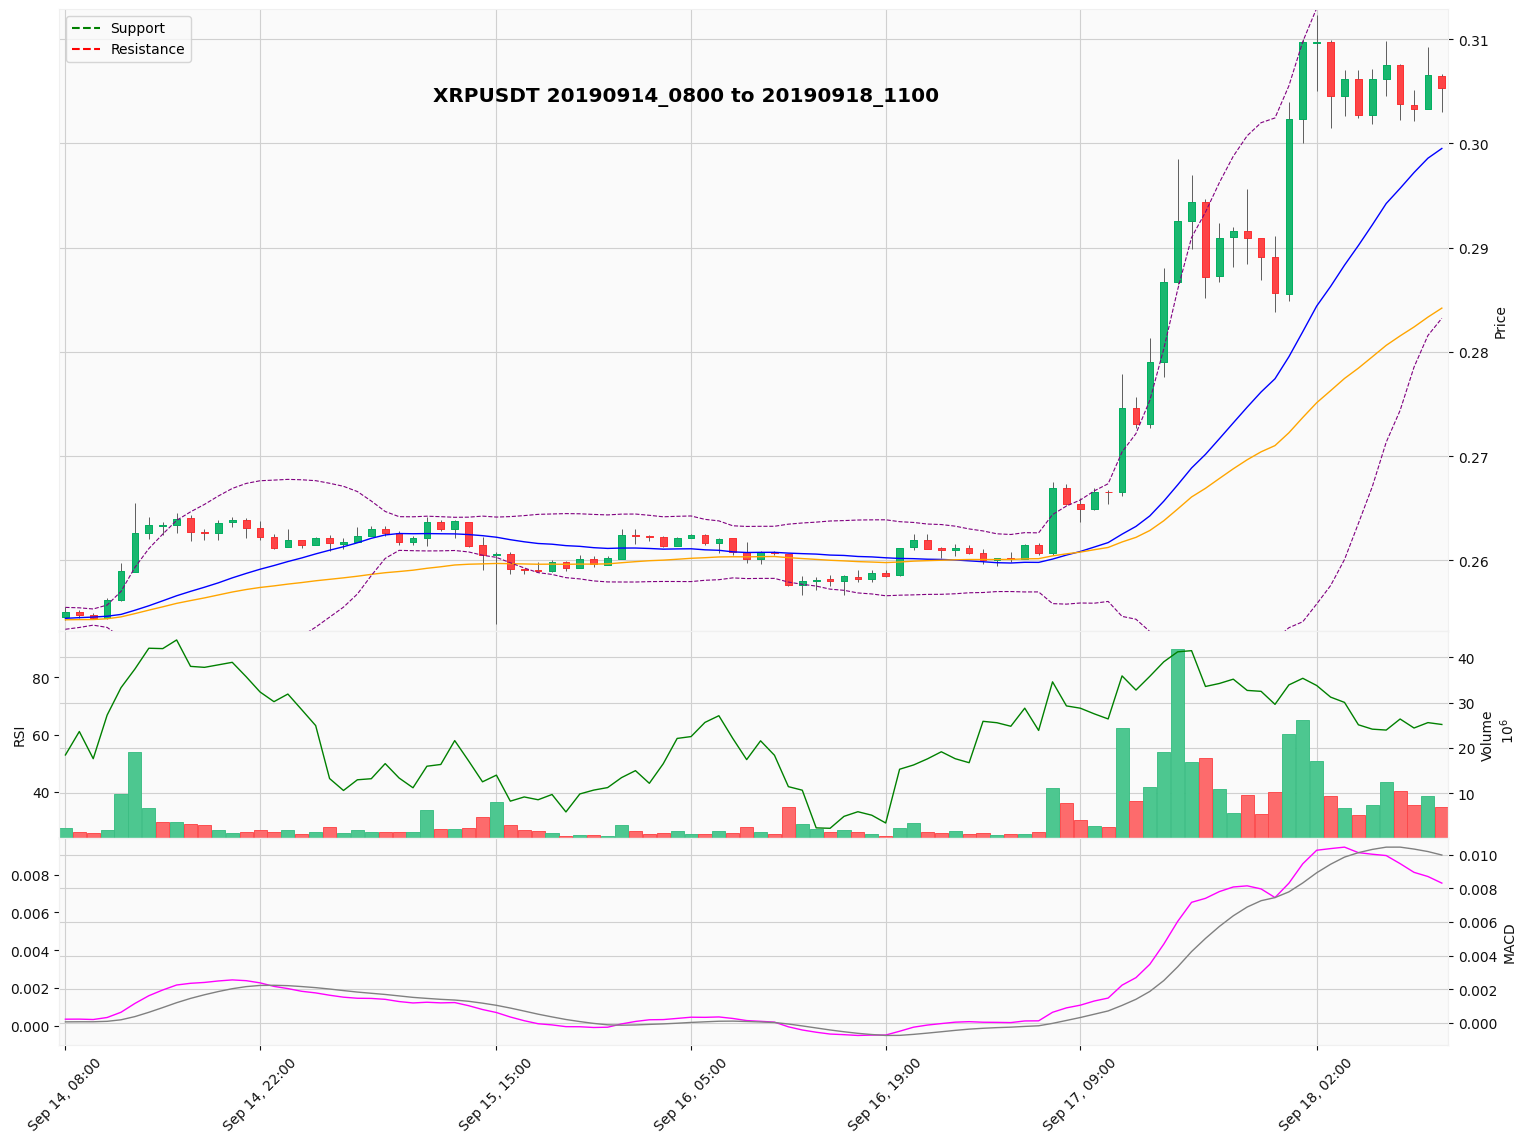 Support
Resistance
XRPUSDT 20190914_0800 to 20190918_1100
0.31
0.30
0.29
0.28
0.27
0.26
Price
80
60
40
RSI
40
30
20
10
Volume
10^6
0.008
0.006
0.004
0.002
0.000
0.010
0.008
0.006
0.004
0.002
0.000
MACD
Sep 14, 08:00
Sep 14, 22:00
Sep 15, 15:00
Sep 16, 05:00
Sep 16, 19:00
Sep 17, 09:00
Sep 18, 02:00